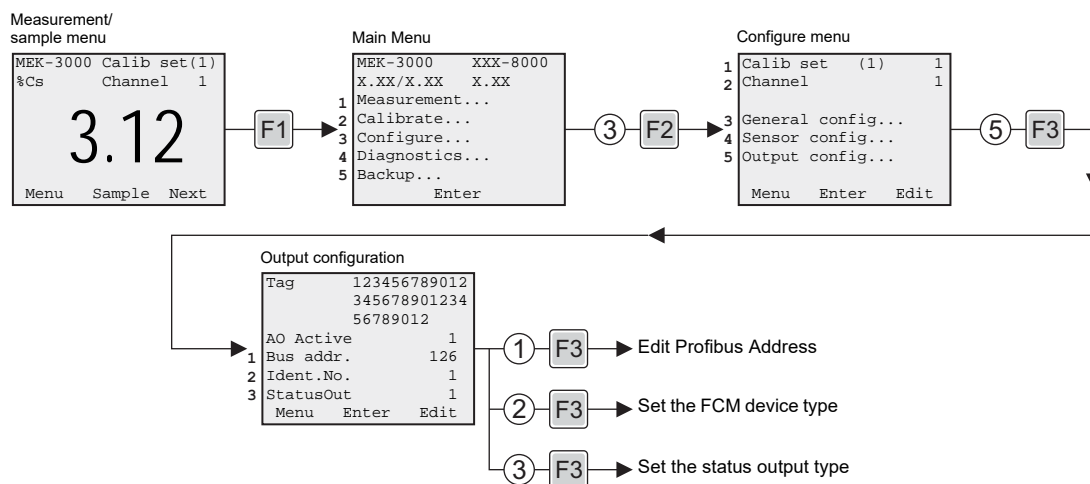 Measurement/
sample menu
MEK-3000 Calib set(1)
%Cs Channel 1
3.12
Menu Sample Next
F1
Main Menu
MEK-3000 XXX-8000
X.XX/X.XX X.XX
1 Measurement...
2 Calibrate...
3 Configure...
4 Diagnostics...
5 Backup...
Enter
3 F2
Configure menu
1 Calib set (1) 1
2 Channel 1
3 General config...
4 Sensor config...
5 Output config...
Menu Enter Edit
5 F3
Output configuration
Tag 123456789012
345678901234
56789012
AO Active 1
1 Bus addr. 126
2 Ident.No. 1
3 StatusOut 1
Menu Enter Edit
1 F3 Edit Profibus Address
2 F3 Set the FCM device type
3 F3 Set the status output type